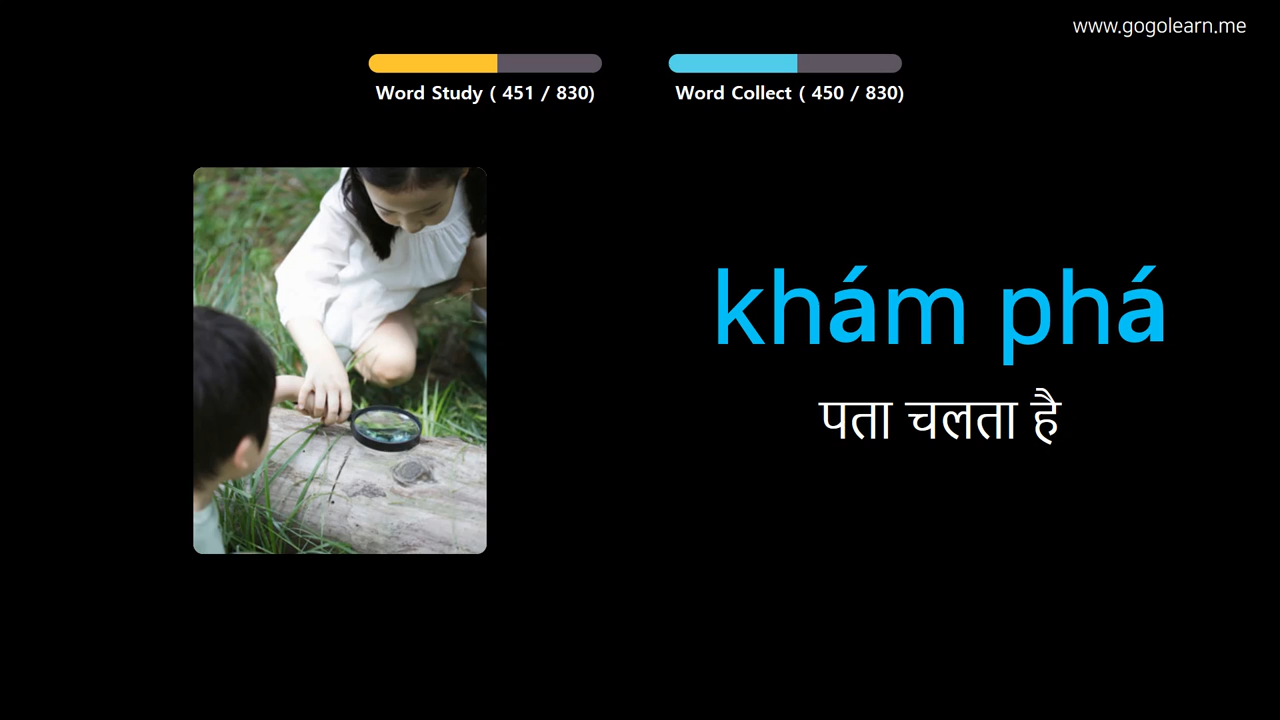 www.gogolearn.me
Word Study ( 451 / 830)
Word Collect ( 450 / 830)
khám phá
पता चलता है